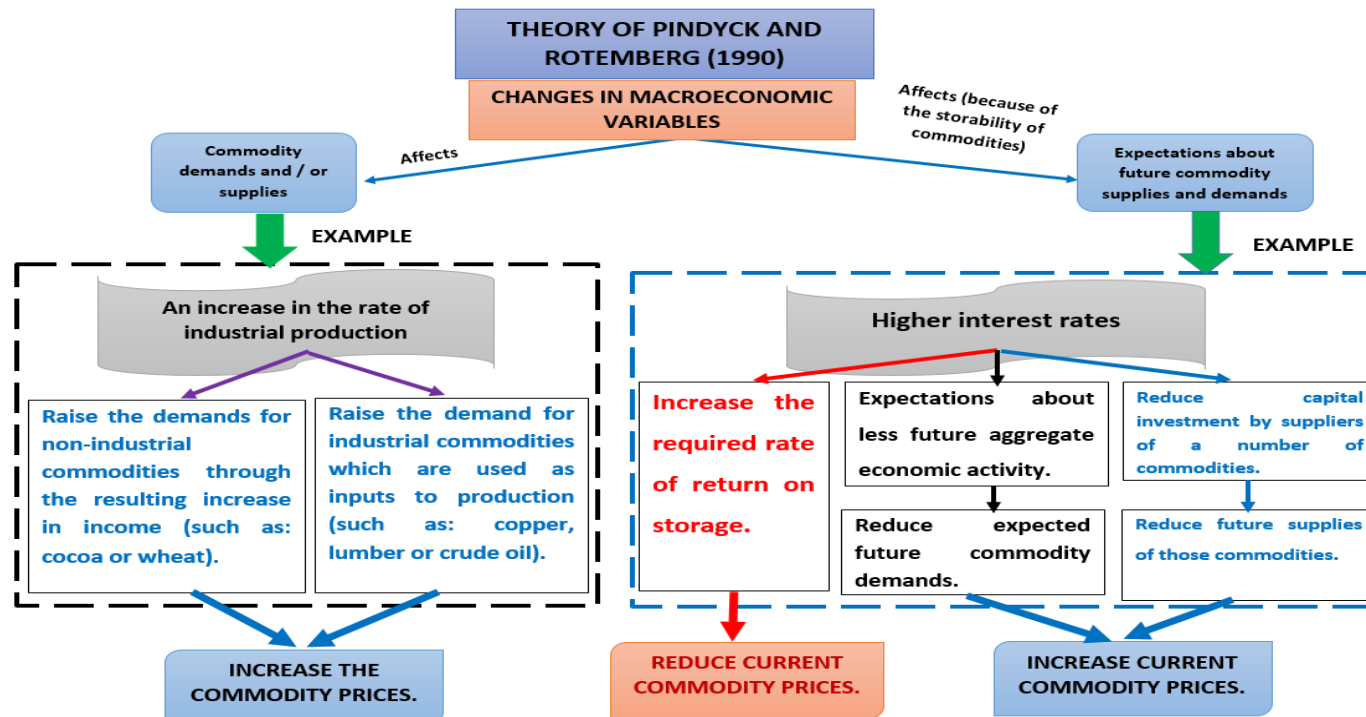 THEORY OF PINDYCK AND
ROTEMBERG (1990)
CHANGES IN MACROECONOMIC
VARIABLES
Affects (because of
the storability of
commodities)
Affects
Commodity
demands and / or
supplies
Expectations about
future commodity
supplies and demands
EXAMPLE
EXAMPLE
An increase in the rate of
industrial production
Higher interest rates
Raise the demands for
non-industrial
commodities through
the resulting increase
in income (such as:
cocoa or wheat).
Raise the demand for
industrial commodities
which are used as
inputs to production
(such as: copper,
lumber or crude oil).
Increase the
required rate
of return on
storage.
Expectations about
less future aggregate
economic activity.
Reduce capital
investment by suppliers
of a number of
commodities.
Reduce expected
future commodity
demands.
Reduce future supplies
of those commodities.
INCREASE THE
COMMODITY PRICES.
REDUCE CURRENT
COMMODITY PRICES.
INCREASE CURRENT
COMMODITY PRICES.